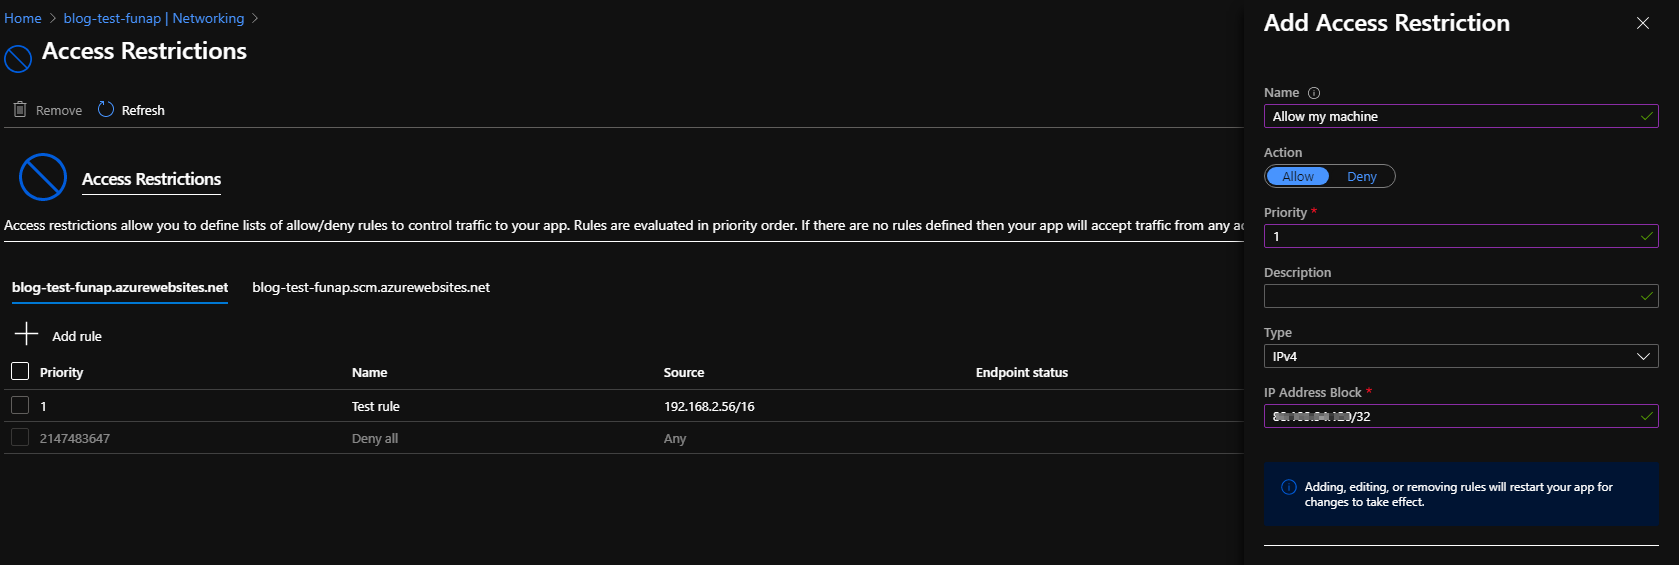 Home > blog-test-funap | Networking >
Access Restrictions
Remove Refresh
Access Restrictions
Access restrictions allow you to define lists of allow/deny rules to control traffic to your app. Rules are evaluated in priority order. If there are no rules defined then your app will accept traffic from any
blog-test-funap.azurewebsites.net blog-test-funap.scm.azurewebsites.net
Add rule
Priority Name Source Endpoint status
1 Test rule 192.168.2.56/16
2147483647 Deny all Any
Add Access Restriction
Name
Allow my machine
Action
Allow Deny
Priority *
1
Description
Type
IPv4
IP Address Block *
/32
Adding, editing, or removing rules will restart your app for
changes to take effect.